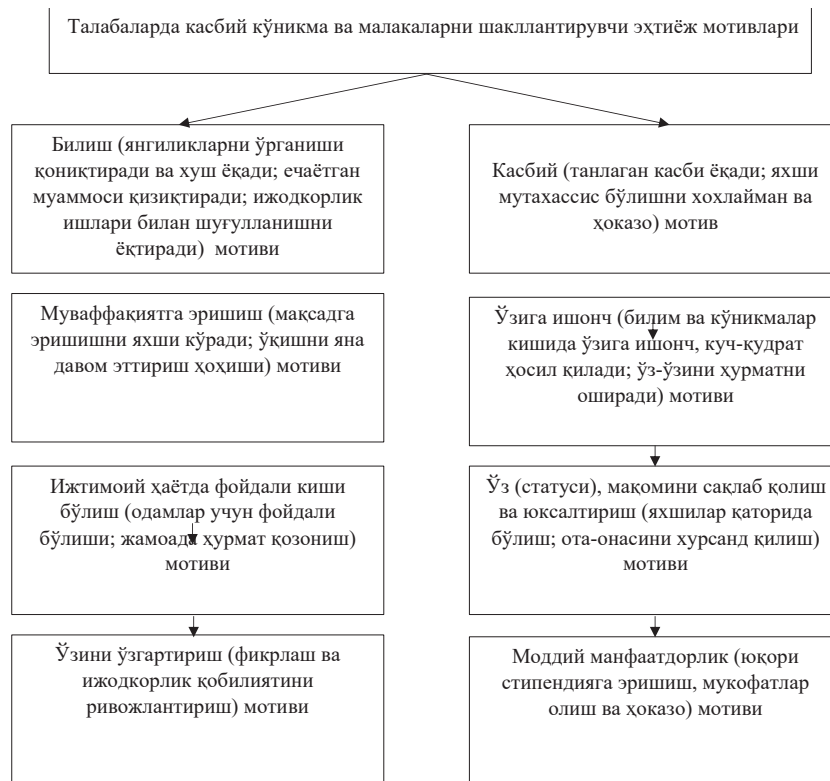 Талабаларда касбий кўникма ва малакаларни шакллантирувчи эҳтиёж мотивлари
Билиш (янгиликларни ўрганиши
қониқтиради ва хуш ёқади; ечаётган
муаммоси қизиқтиради; ижодкорлик
ишлари билан шуғулланишни
ёқтиради) мотиви
Касбий (танлаган касби ёқади; яхши
мутахассис бўлишни хохлайман ва
ҳоказо) мотив
Муваффақиятга эришиш (мақсадга
эришишни яхши кўради; ўқишни яна
давом эттириш ҳоҳиши) мотиви
Ўзига ишонч (билим ва кўникмалар
кишида ўзига ишонч, куч-қудрат
ҳосил қилади; ўз-ўзини ҳурматни
оширади) мотиви
Ижтимоий ҳаётда фойдали киши
бўлиш (одамлар учун фойдали
бўлиши; жамоада ҳурмат қозониш)
мотиви
Ўз (статуси), мақомини сақлаб қолиш
ва юксалтириш (яхшилар қаторида
бўлиш; ота-онасини хурсанд қилиш)
мотиви
Ўзини ўзгартириш (фикрлаш ва
ижодкорлик қобилиятини
ривожлантириш) мотиви
Моддий манфаатдорлик (юқори
стипендияга эришиш, мукофатлар
олиш ва ҳоказо) мотиви